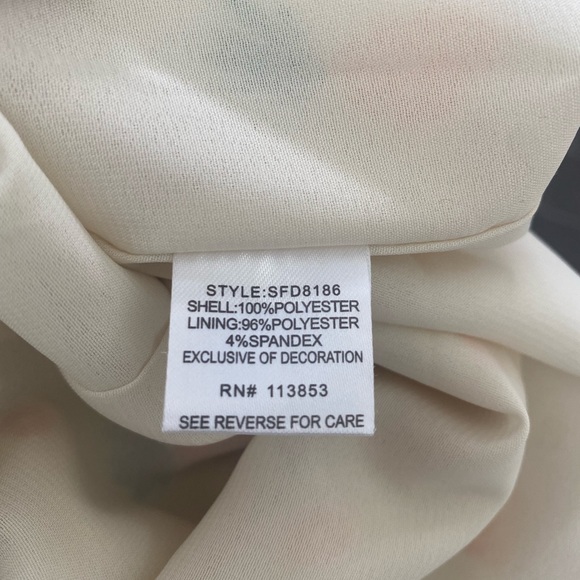 STYLE:SFD8186
SHELL:100%POLYESTER
LINING:96%POLYESTER
4%SPANDEX
EXCLUSIVE OF DECORATION
RN# 113853
SEE REVERSE FOR CARE